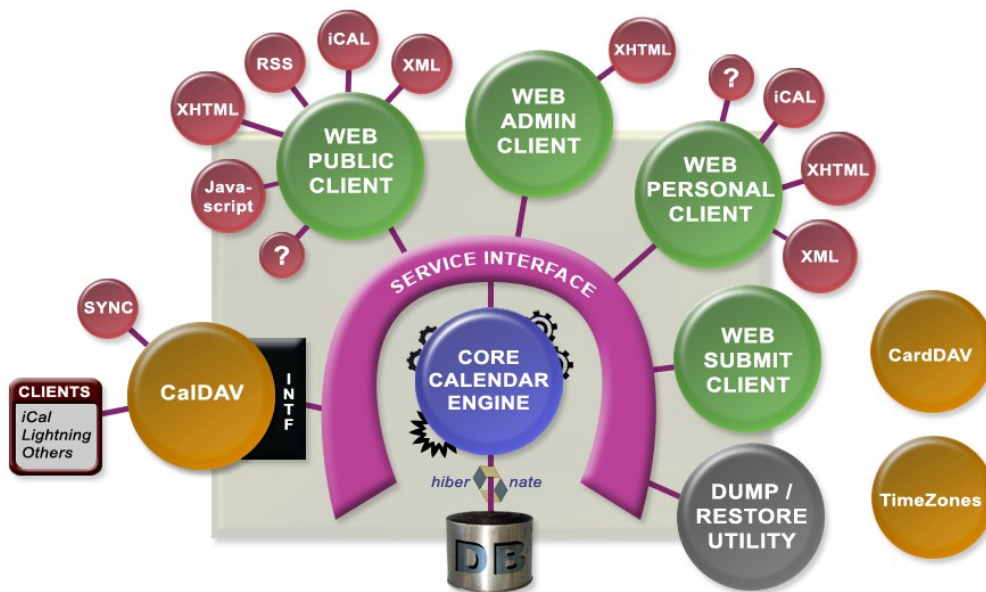 iCAL
RSS
XML
XHTML
WEB
PUBLIC
CLIENT
Java-
script
?
XHTML
WEB
ADMIN
CLIENT
?
iCAL
WEB
PERSONAL
CLIENT
XHTML
XML
SERVICE INTERFACE
SYNC
CalDAV
INTF
CLIENTS
iCal
Lightning
Others
CORE
CALENDAR
ENGINE
WEB
SUBMIT
CLIENT
CardDAV
hiber nate
DB
DUMP /
RESTORE
UTILITY
TimeZones